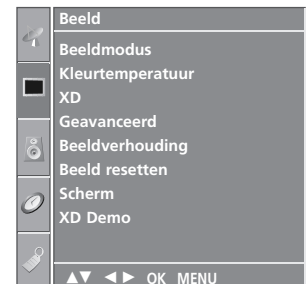 Beeld
Beeldmodus
Kleurtemperatuur
XD
Geavanceerd
Beeldverhouding
Beeld resetten
Scherm
XD Demo
▲▼ ◄► OK MENU